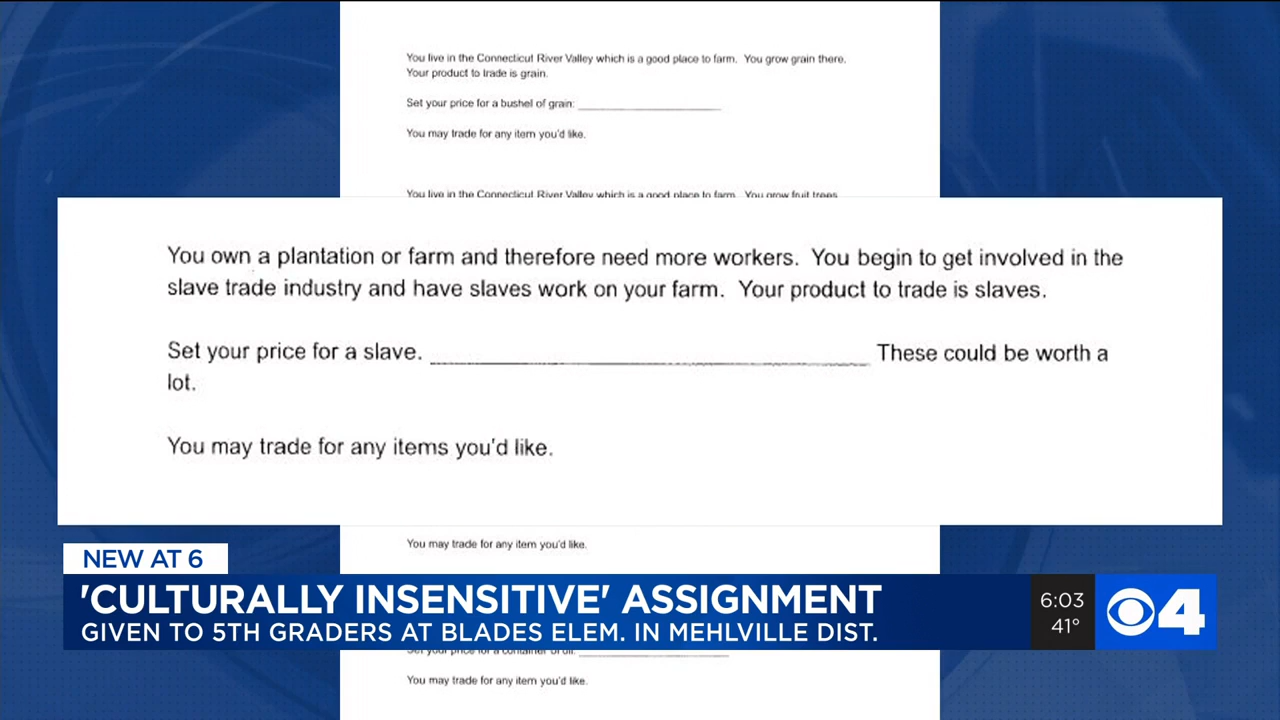 You live in the Connecticut River Valley which is a good place to farm.  You grow grain there.
Your product to trade is grain.
Set your price for a bushel of grain:
You may trade for any item you'd like.
You live in the Connecticut River Valley which is a good place to farm.  You grow fruit trees
You own a plantation or farm and therefore need more workers.  You begin to get involved in the
slave trade industry and have slaves work on your farm.  Your product to trade is slaves.
Set your price for a slave. These could be worth a
lot.
You may trade for any items you'd like.
You may trade for any item you'd like.
NEW AT 6
'CULTURALLY INSENSITIVE' ASSIGNMENT
GIVEN TO 5TH GRADERS AT BLADES ELEM. IN MEHLVILLE DIST.
6:03
41°
4
Set your price for a container of oil:
You may trade for any item you'd like.